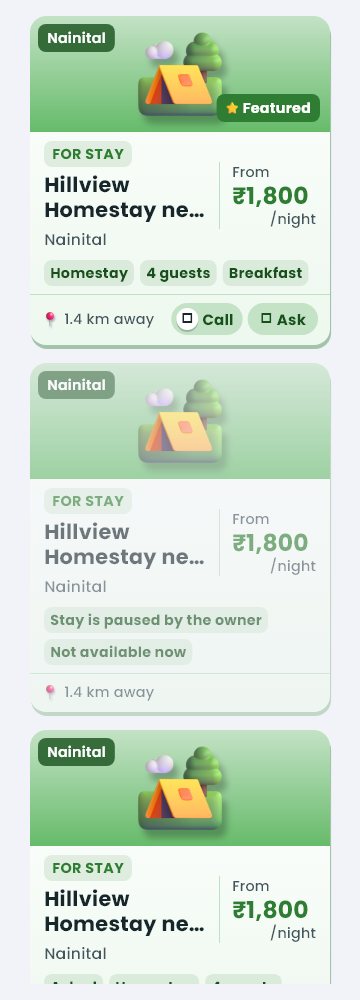 Nainital
Featured
FOR STAY
Hillview
Homestay ne...
Nainital
From
₹1,800
/night
Homestay 4 guests Breakfast
1.4 km away Call Ask
Nainital
FOR STAY
Hillview
Homestay ne...
Nainital
From
₹1,800
/night
Stay is paused by the owner
Not available now
1.4 km away
Nainital
FOR STAY
Hillview
Homestay ne...
Nainital
From
₹1,800
/night